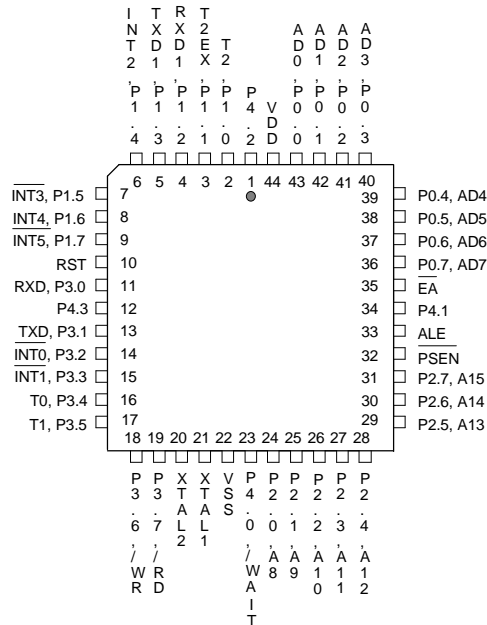 INT2,P1.4
TXD1,P1.3
RXD1,P1.2
T2EX,P1.1
T2,P1.0
P4.2
VDD
AD0,P0.0
AD1,P0.1
AD2,P0.2
AD3,P0.3
6 5 4 3 2 1 44 43 42 41 40
INT3, P1.5 7
INT4, P1.6 8
INT5, P1.7 9
RST 10
RXD, P3.0 11
P4.3 12
TXD, P3.1 13
INT0, P3.2 14
INT1, P3.3 15
T0, P3.4 16
T1, P3.5 17
39 P0.4, AD4
38 P0.5, AD5
37 P0.6, AD6
36 P0.7, AD7
35 EA
34 P4.1
33 ALE
32 PSEN
31 P2.7, A15
30 P2.6, A14
29 P2.5, A13
18 19 20 21 22 23 24 25 26 27 28
P3.6,/WR
P3.7,/RD
XTAL2
XTAL1
VSS
P4.0,/WAIT
P2.0,A8
P2.1,A9
P2.2,A10
P2.3,A11
P2.4,A12